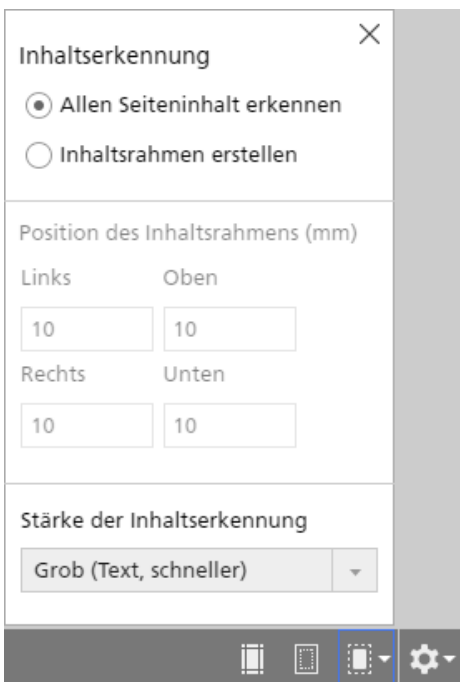 Inhaltserkennung
Allen Seiteninhalt erkennen
Inhaltsrahmen erstellen
Position des Inhaltsrahmens (mm)
Links Oben
10 10
Rechts Unten
10 10
Stärke der Inhaltserkennung
Grob (Text, schneller)